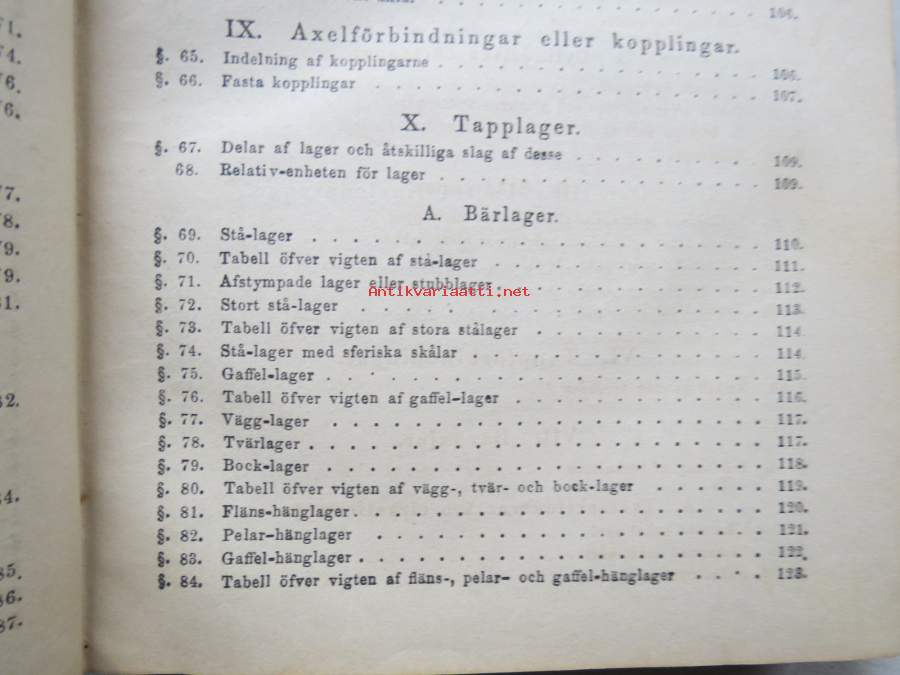 104.
IX. Axelförbindningar eller kopplingar.
§. 65. Indelning af kopplingarne . . . . . . . . . . . . . 106.
§. 66. Fasta kopplingar . . . . . . . . . . . . . . . . 107.
X. Tapplager.
§. 67. Delar af lager och åtskilliga slag af desse . . . . . . . 109.
68. Relativ-enheten för lager . . . . . . . . . . . . . 109.
A. Bärlager.
§. 69. Stå-lager . . . . . . . . . . . . . . . . . . 110.
§. 70. Tabell öfver vigten af stå-lager . . . . . . . . . . 111.
§. 71. Afstympade lager eller stubblager . . . . . . . . . 112.
Antikvariaatti.net
§. 72. Stort stå-lager . . . . . . . . . . . . . . . . 113.
§. 73. Tabell öfver vigten af stora stålager . . . . . . . . 114
§. 74. Stå-lager med sferiska skålar . . . . . . . . . . . 114
§. 75. Gaffel-lager . . . . . . . . . . . . . . . . . 115.
§. 76. Tabell öfver vigten af gaffel-lager . . . . . . . . . 116.
§. 77. Vägg-lager . . . . . . . . . . . . . . . . . 117.
§. 78. Tvärlager . . . . . . . . . . . . . . . . . . 117.
§. 79. Bock-lager . . . . . . . . . . . . . . . . . 118.
§. 80. Tabell öfver vigten af vägg-, tvär- och bock-lager . . . . . . 119.
§. 81. Fläns-hänglager . . . . . . . . . . . . . . . . 120.
§. 82. Pelar-hänglager . . . . . . . . . . . . . . . 121.
§. 83. Gaffel-hänglager . . . . . . . . . . . . . . . . 122.
§. 84. Tabell öfver vigten af fläns-, pelar- och gaffel-hänglager . . . . 123.